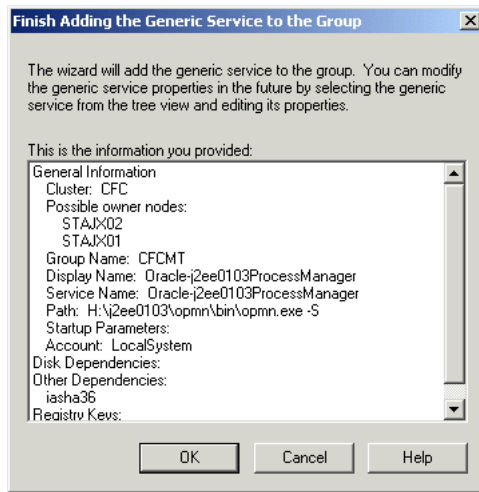 Finish Adding the Generic Service to the Group
The wizard will add the generic service to the group. You can modify
the generic service properties in the future by selecting the generic
service from the tree view and editing its properties.
This is the information you provided:
General Information
Cluster: CFC
Possible owner nodes:
STAJX02
STAJX01
Group Name: CFCMT
Display Name: Oracle-j2ee0103ProcessManager
Service Name: Oracle-j2ee0103ProcessManager
Path: H:\j2ee0103\opmn\bin\opmn.exe -S
Startup Parameters:
Account: LocalSystem
Disk Dependencies:
Other Dependencies:
iasha36
Registry Keys:
OK
Cancel
Help